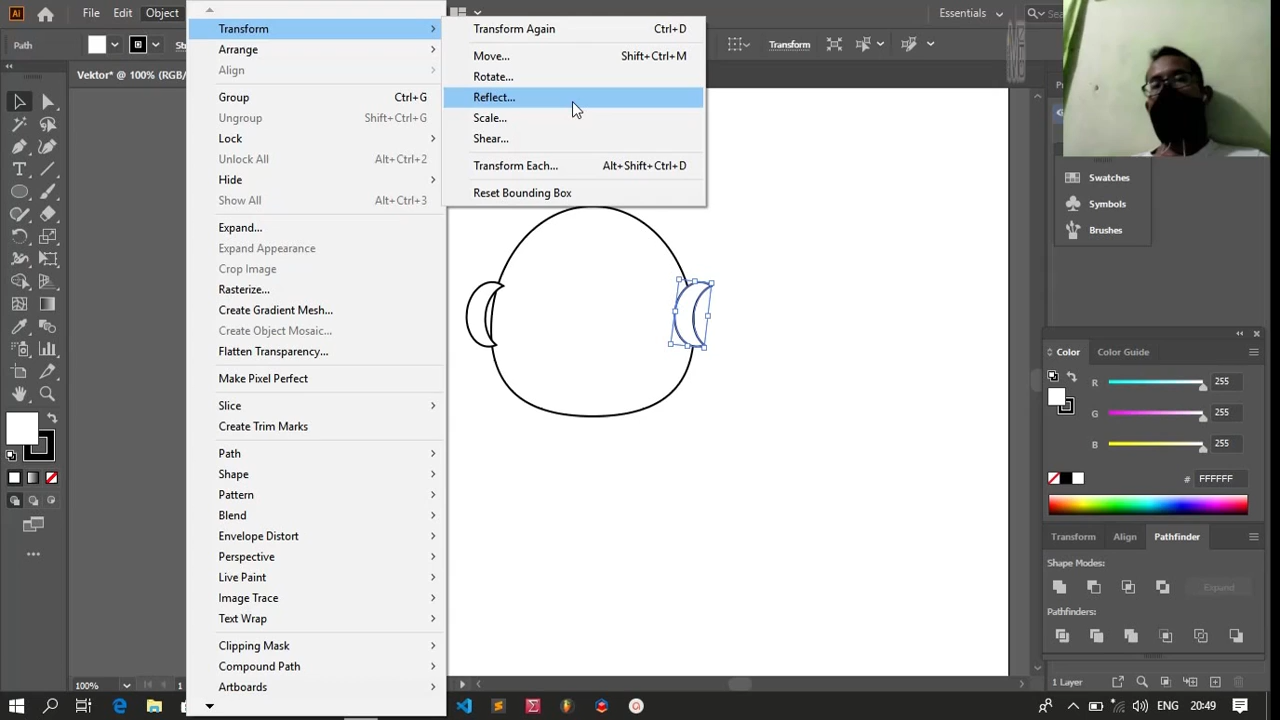 Ai
Edit
Object
Essentials
Path
Transform
Vektor* @ 100% (RGB/
Transform
Arrange
Align
Group Ctrl+G
Ungroup Shift+Ctrl+G
Lock
Unlock All Alt+Ctrl+2
Hide
Show All Alt+Ctrl+3
Expand...
Expand Appearance
Crop Image
Rasterize...
Create Gradient Mesh...
Create Object Mosaic...
Flatten Transparency...
Make Pixel Perfect
Slice
Create Trim Marks
Path
Shape
Pattern
Blend
Envelope Distort
Perspective
Live Paint
Image Trace
Text Wrap
Clipping Mask
Compound Path
Artboards
Transform Again Ctrl+D
Move... Shift+Ctrl+M
Rotate...
Reflect...
Scale...
Shear...
Transform Each... Alt+Shift+Ctrl+D
Reset Bounding Box
Swatches
Symbols
Brushes
Color Color Guide
R 255
G 255
B 255
# FFFFFF
Transform Align Pathfinder
Shape Modes:
Expand
Pathfinders:
1 Layer
100%
1
ENG 20:49